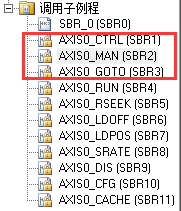 调用子例程
SBR_0 (SBR0)
AXIS0_CTRL (SBR1)
AXIS0_MAN (SBR2)
AXIS0_GOTO (SBR3)
AXIS0_RUN (SBR4)
AXIS0_RSEEK (SBR5)
AXIS0_LDOFF (SBR6)
AXIS0_LDPOS (SBR7)
AXIS0_SRATE (SBR8)
AXIS0_DIS (SBR9)
AXIS0_CFG (SBR10)
AXIS0_CACHE (SBR11)